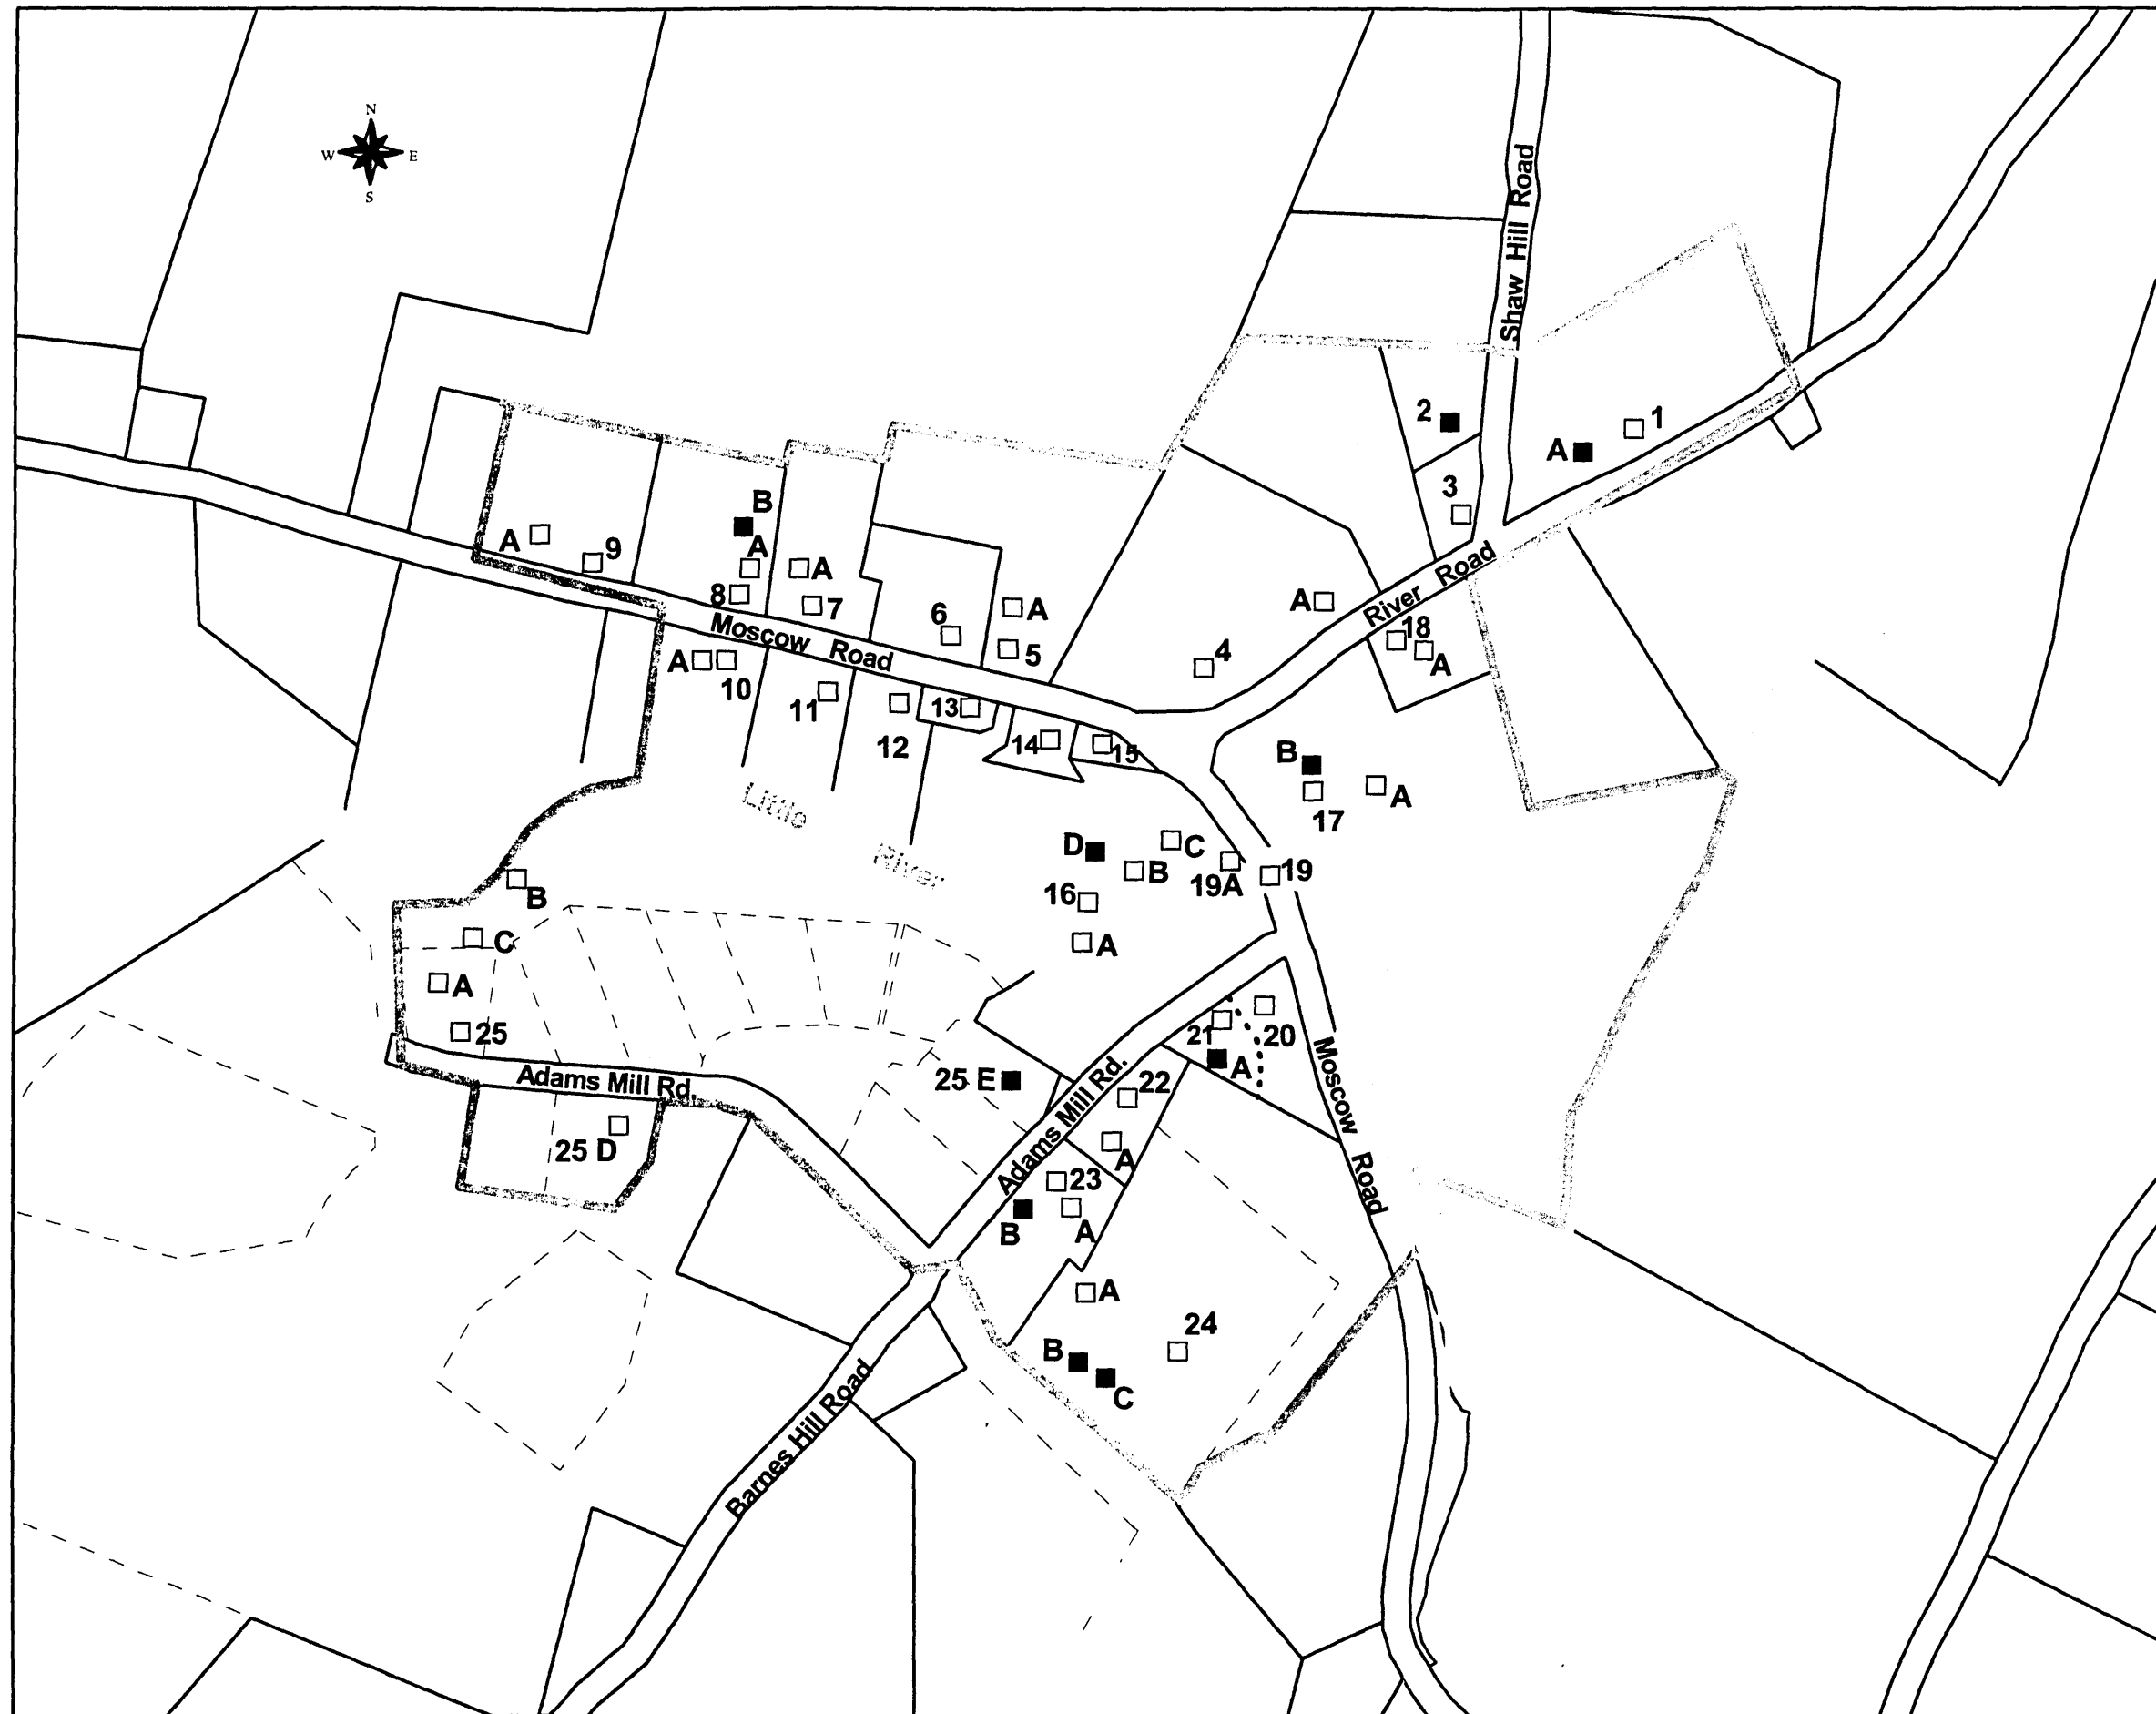 N
W E
S
Shaw Hill Road
2
1
A
3
B
A
9
A
8
A
7
6
A
5
A
River Road
4
18
A
Moscow Road
A
10
11
12
13
14
15
B
17
A
Little
River
D
C
B
19A
19
16
A
B
C
A
25
21
20
A
Adams Mill Rd.
25 E
22
A
Adams Mill Rd.
Moscow Road
25 D
23
B
A
A
24
B
C
Barnes Hill Road